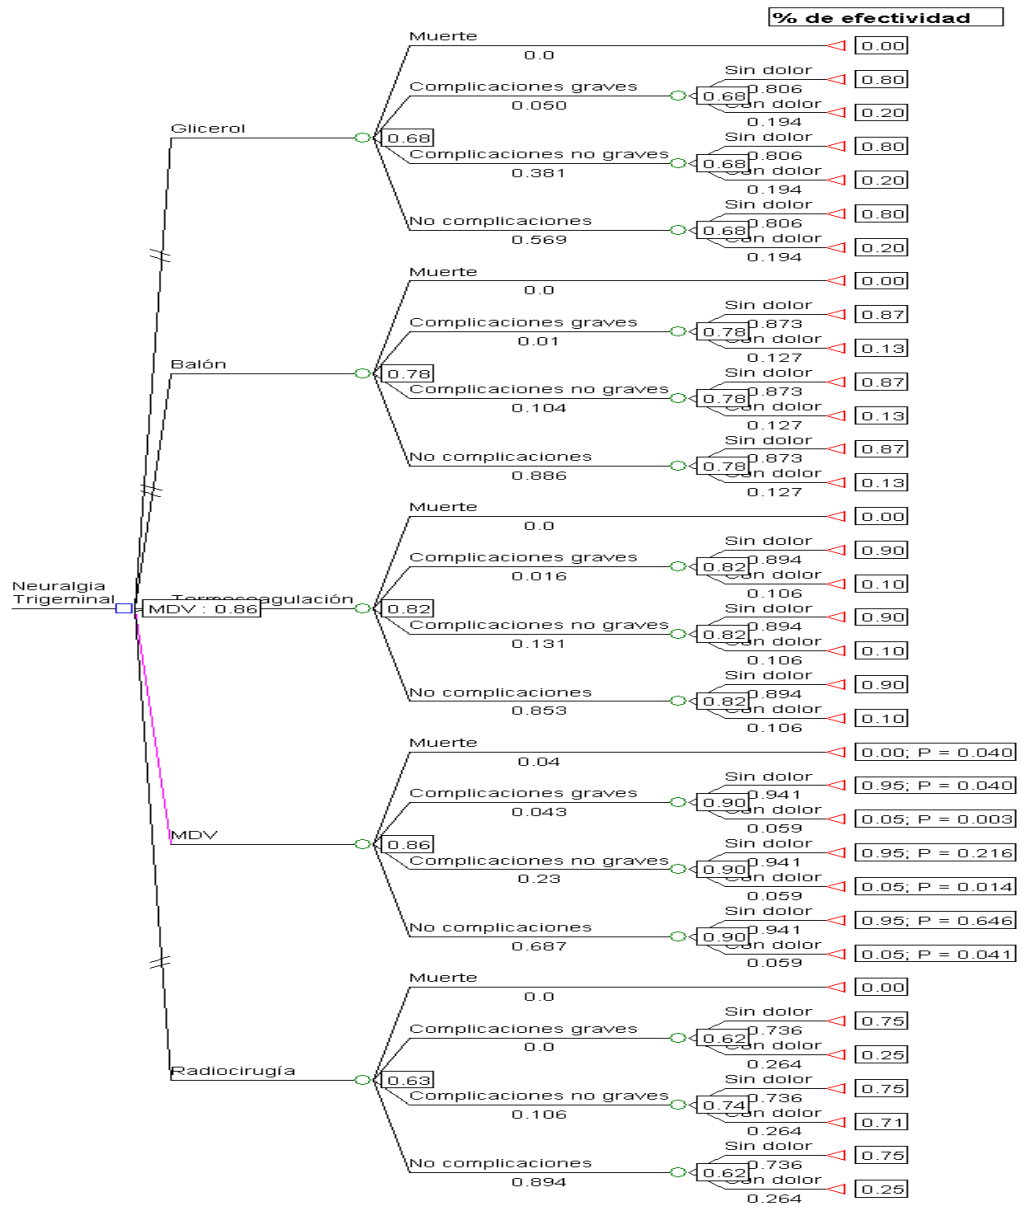 % de efectividad
Muerte
0.0
0.00
Complicaciones graves
0.050
0.68
Sin dolor
0.806
0.80
Con dolor
0.194
0.20
Glicerol
0.68
Complicaciones no graves
0.381
0.68
Sin dolor
0.806
0.80
Con dolor
0.194
0.20
No complicaciones
0.569
0.68
Sin dolor
0.806
0.80
Con dolor
0.194
0.20
Muerte
0.0
0.00
Complicaciones graves
0.01
0.78
Sin dolor
0.873
0.87
Con dolor
0.127
0.13
Balón
0.78
Complicaciones no graves
0.104
0.78
Sin dolor
0.873
0.87
Con dolor
0.127
0.13
No complicaciones
0.886
0.78
Sin dolor
0.873
0.87
Con dolor
0.127
0.13
Muerte
0.0
0.00
Complicaciones graves
0.016
0.82
Sin dolor
0.894
0.90
Con dolor
0.106
0.10
Neuralgia
Trigeminal
MDV : 0.86
Termocoagulación
0.82
Complicaciones no graves
0.131
0.82
Sin dolor
0.894
0.90
Con dolor
0.106
0.10
No complicaciones
0.853
0.82
Sin dolor
0.894
0.90
Con dolor
0.106
0.10
Muerte
0.04
0.00; P = 0.040
Complicaciones graves
0.043
0.90
Sin dolor
0.941
0.95; P = 0.040
Con dolor
0.059
0.05; P = 0.003
MDV
0.86
Complicaciones no graves
0.23
0.90
Sin dolor
0.941
0.95; P = 0.216
Con dolor
0.059
0.05; P = 0.014
No complicaciones
0.687
0.90
Sin dolor
0.941
0.95; P = 0.646
Con dolor
0.059
0.05; P = 0.041
Muerte
0.0
0.00
Complicaciones graves
0.0
0.62
Sin dolor
0.736
0.75
Con dolor
0.264
0.25
Radiocirugía
0.63
Complicaciones no graves
0.106
0.74
Sin dolor
0.736
0.75
Con dolor
0.264
0.71
No complicaciones
0.894
0.62
Sin dolor
0.736
0.75
Con dolor
0.264
0.25